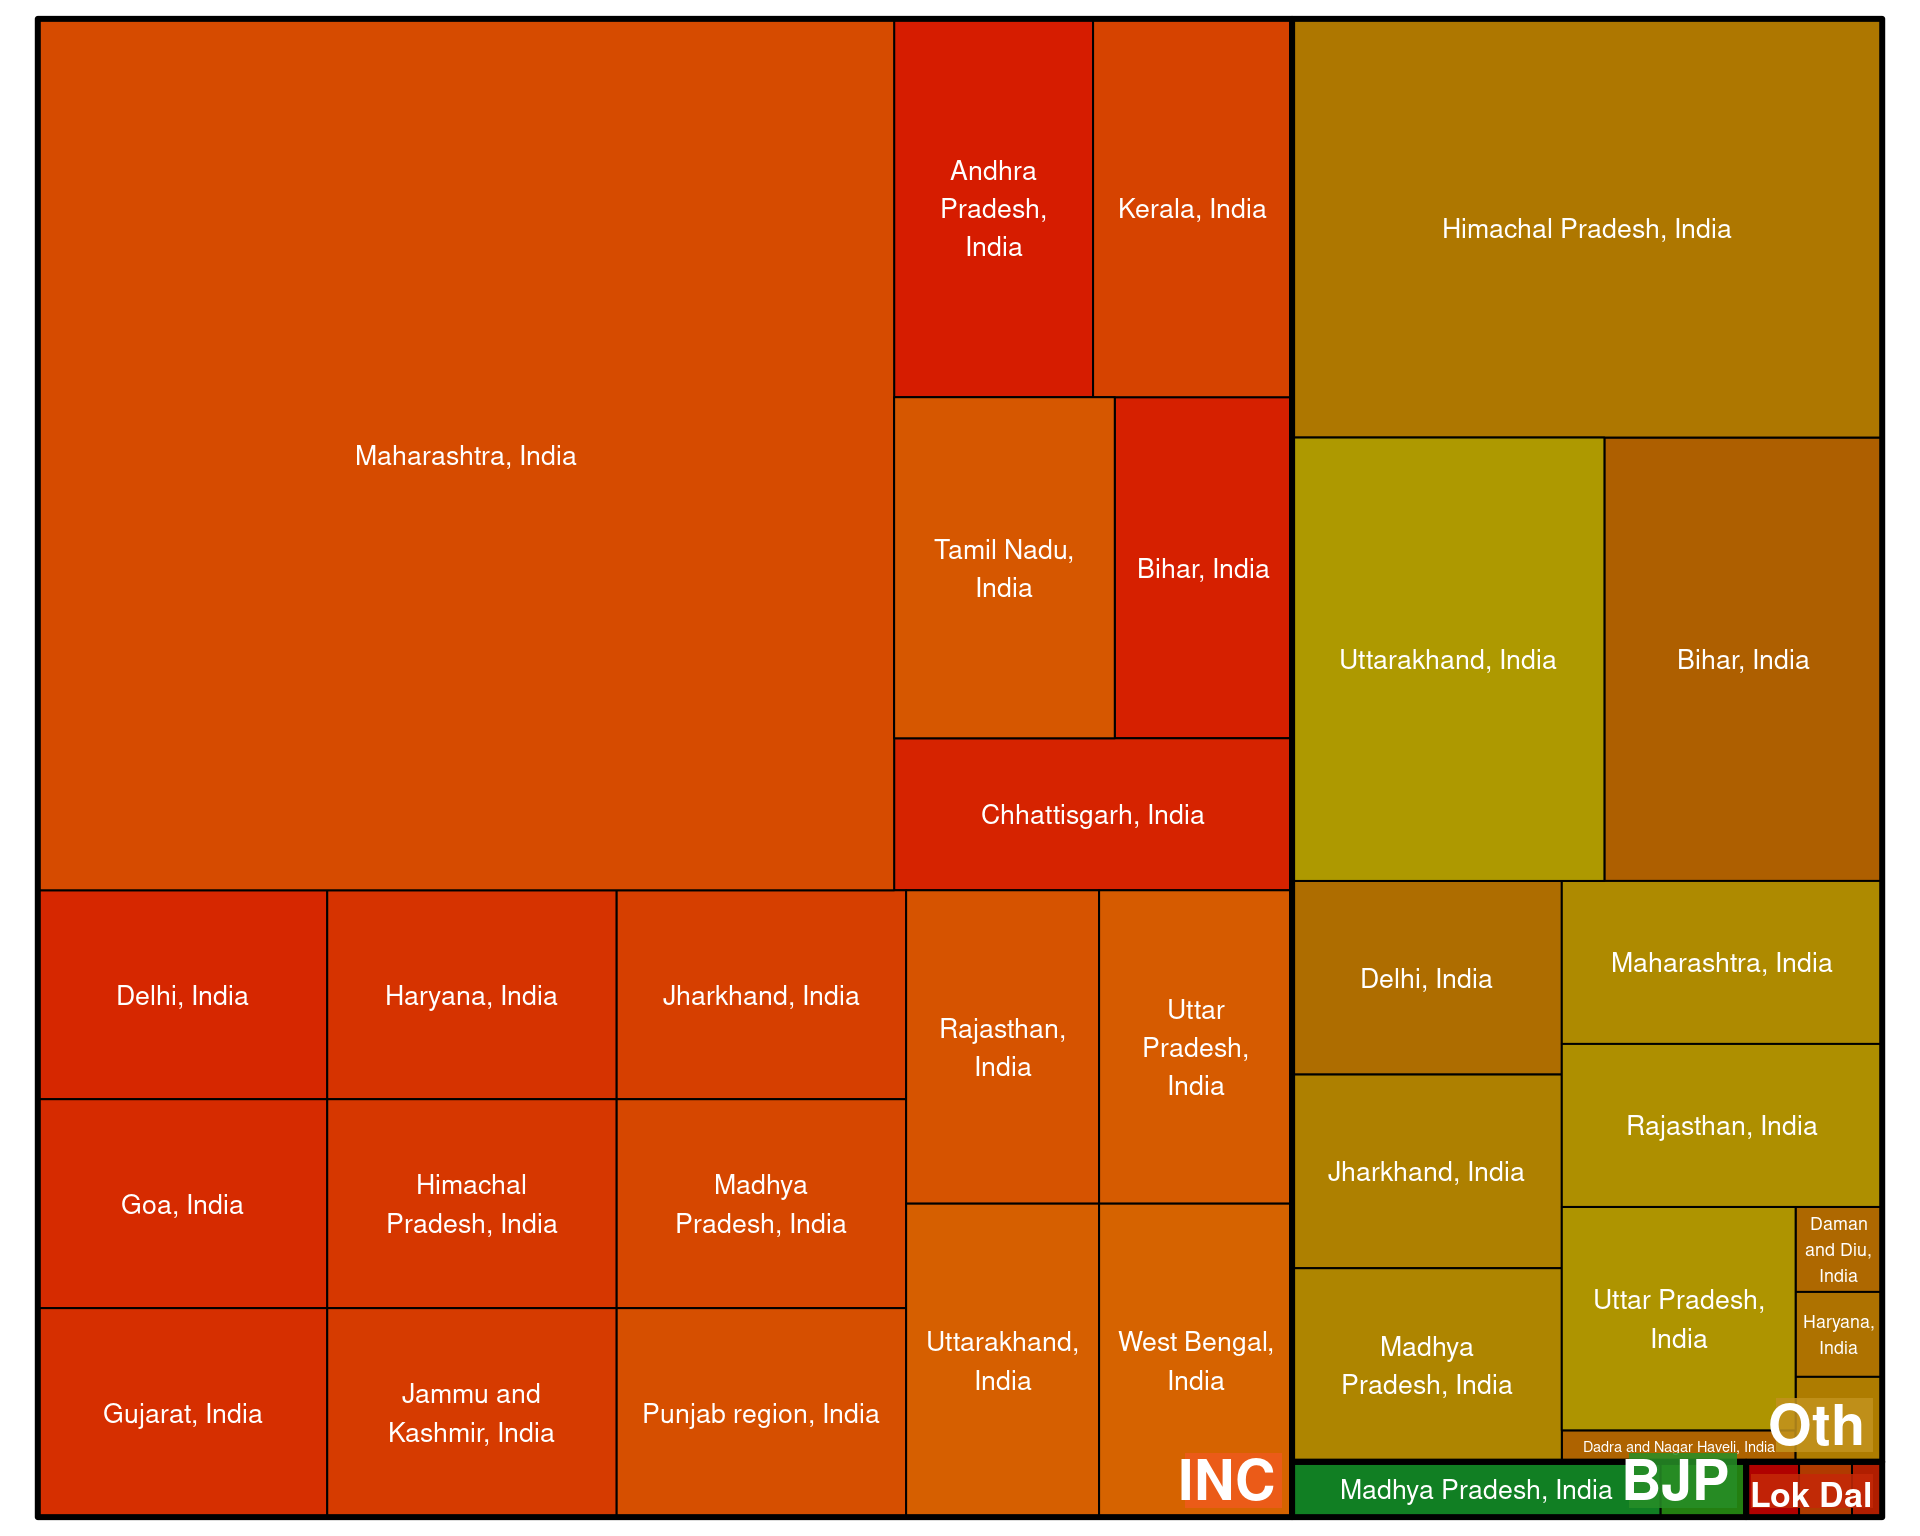 Maharashtra, India
Andhra
Pradesh,
India
Kerala, India
Tamil Nadu,
India
Bihar, India
Chhattisgarh, India
Delhi, India
Haryana, India
Jharkhand, India
Goa, India
Himachal
Pradesh, India
Madhya
Pradesh, India
Gujarat, India
Jammu and
Kashmir, India
Punjab region, India
Rajasthan,
India
Uttar
Pradesh,
India
Uttarakhand,
India
West Bengal,
India
INC
Himachal Pradesh, India
Uttarakhand, India
Bihar, India
Delhi, India
Jharkhand, India
Madhya
Pradesh, India
Maharashtra, India
Rajasthan, India
Uttar Pradesh,
India
Daman
and Diu,
India
Haryana,
India
Dadra and Nagar Haveli, India
Oth
Madhya Pradesh, India
BJP
Lok Dal